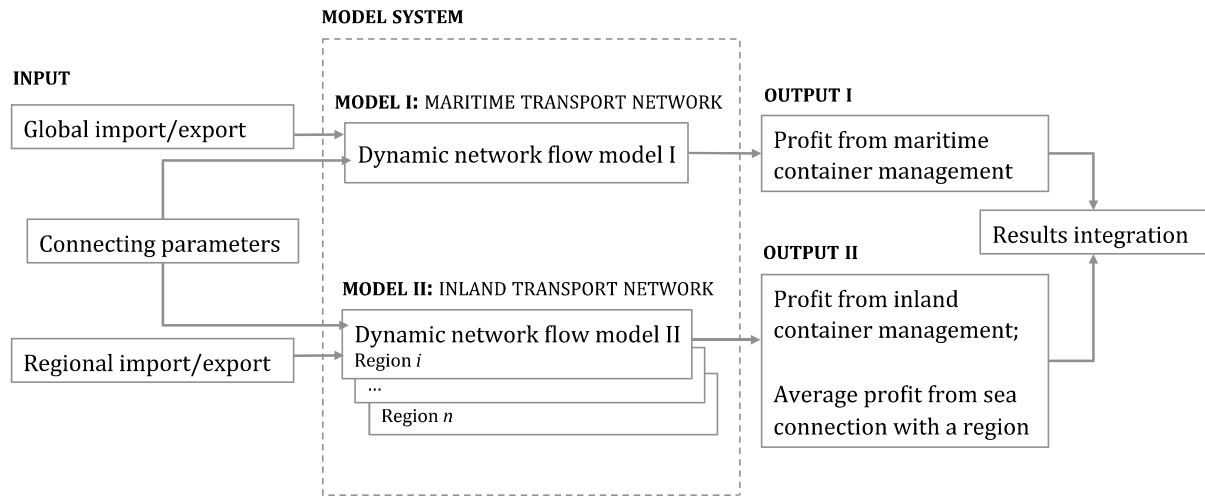 MODEL SYSTEM
INPUT
Global import/export
Connecting parameters
Regional import/export
MODEL I: MARITIME TRANSPORT NETWORK
Dynamic network flow model I
MODEL II: INLAND TRANSPORT NETWORK
Dynamic network flow model II
Region i
...
Region n
OUTPUT I
Profit from maritime
container management
OUTPUT II
Profit from inland
container management;
Average profit from sea
connection with a region
Results integration